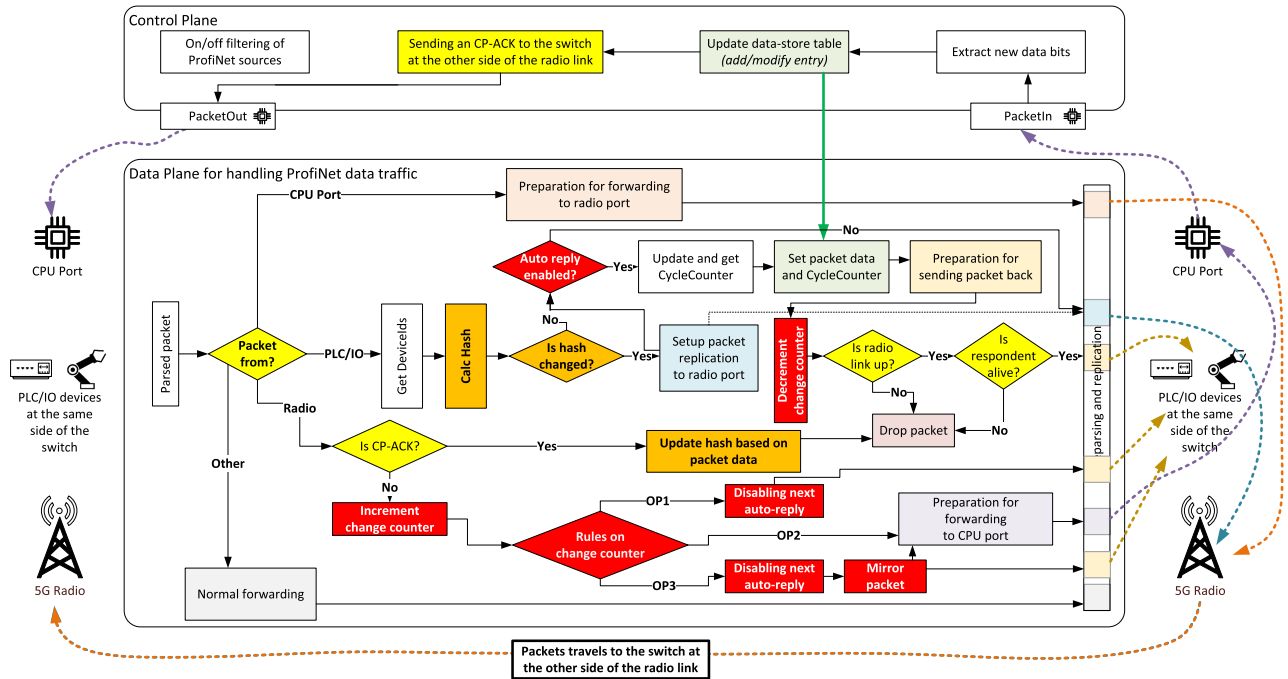 Control Plane
On/off filtering of
ProfiNet sources
Sending an CP-ACK to the switch
at the other side of the radio link
Update data-store table
(add/modify entry)
Extract new data bits
PacketOut
PacketIn
Data Plane for handling ProfiNet data traffic
CPU Port
Preparation for forwarding
to radio port
No
Auto reply
enabled?
Yes
Update and get
CycleCounter
Set packet data
and CycleCounter
Preparation for
sending packet back
CPU Port
CPU Port
No
Parsed packet
Packet
from?
PLC/IO
Get DeviceIds
Calc Hash
Is hash
changed?
Yes
Setup packet
replication
to radio port
Decrement
change counter
Is radio
link up?
Yes
Is
respondent
alive?
Yes
parsing and replication
PLC/IO devices
at the same
side of the
switch
PLC/IO devices
at the same
side of the
switch
No
Drop packet
No
Radio
Is CP-ACK?
Yes
Update hash based on
packet data
Other
No
Increment
change counter
Rules on
change counter
OP1
Disabling next
auto-reply
OP2
Preparation for
forwarding
to CPU port
OP3
Disabling next
auto-reply
Mirror
packet
5G Radio
5G Radio
Normal forwarding
Packets travels to the switch at
the other side of the radio link